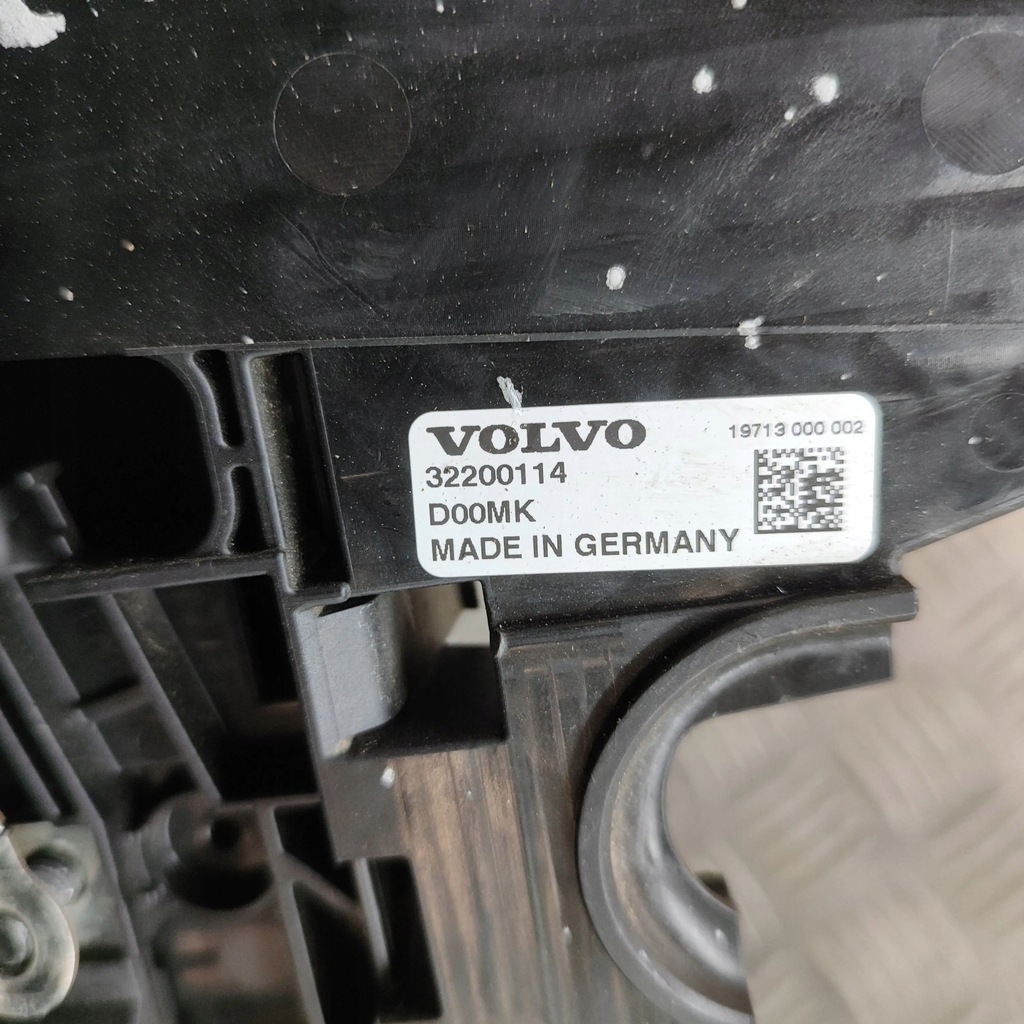 VOLVO
19713 000 002
32200114
D00MK
MADE IN GERMANY